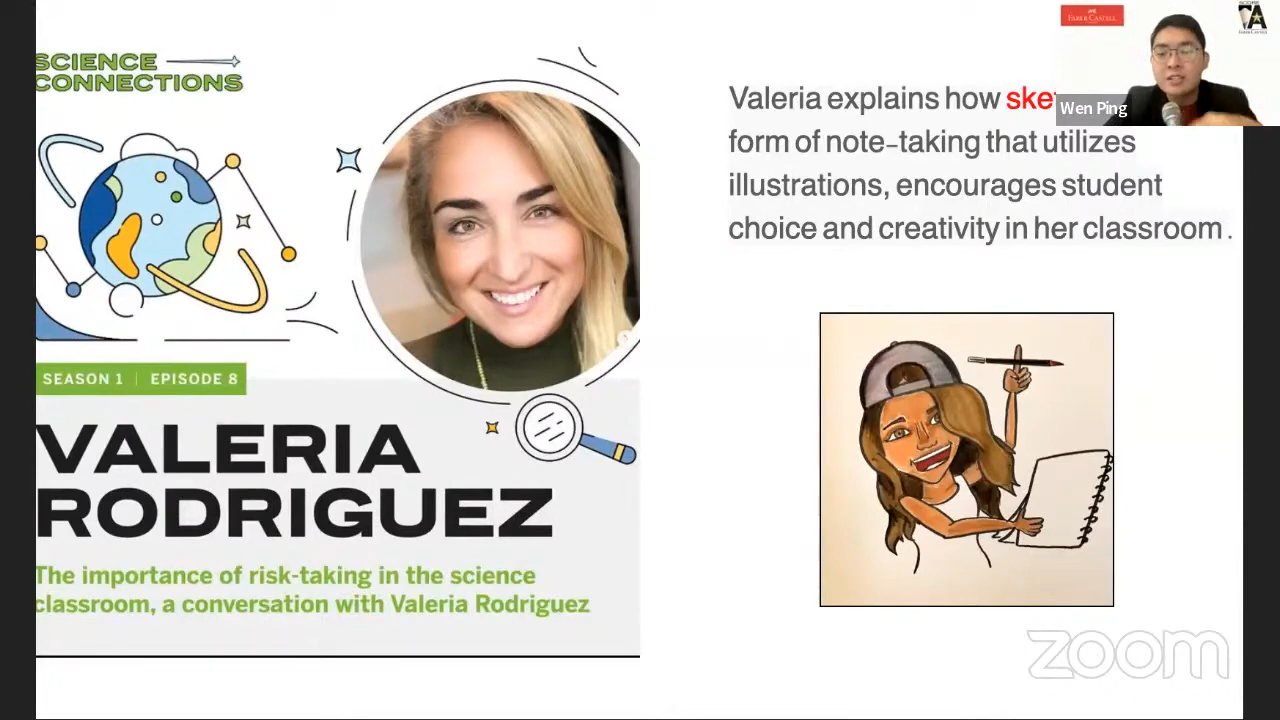 SCIENCE
CONNECTIONS
SEASON 1 | EPISODE 8
VALERIA
RODRIGUEZ
The importance of risk-taking in the science
classroom, a conversation with Valeria Rodriguez
Valeria explains how
form of note-taking that utilizes
illustrations, encourages student
choice and creativity in her classroom.
FABER-CASTELL
Wen Ping
zoom